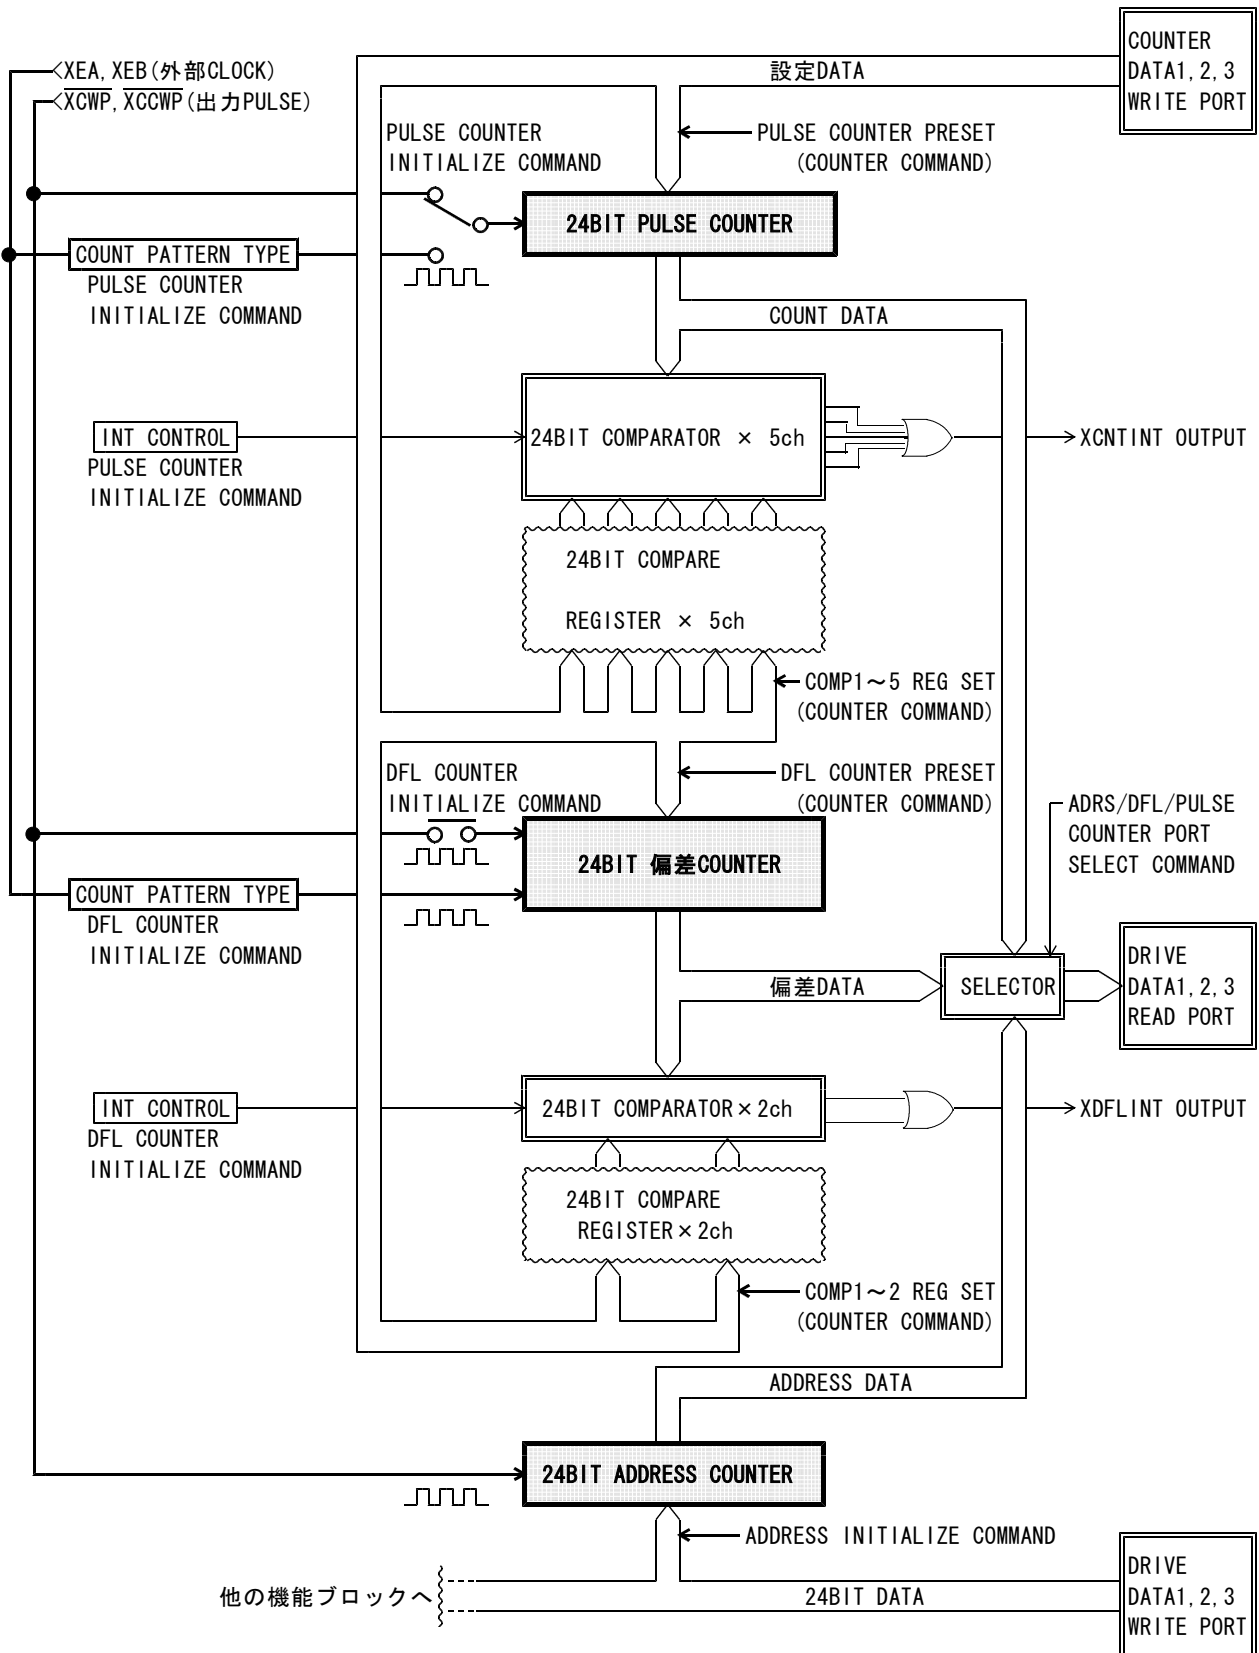 COUNTER
DATA1,2,3
WRITE PORT
<XEA,XEB(外部CLOCK)
<XCWP,XCCWP(出力PULSE)
設定DATA
PULSE COUNTER
INITIALIZE COMMAND
PULSE COUNTER PRESET
(COUNTER COMMAND)
24BIT PULSE COUNTER
COUNT PATTERN TYPE
PULSE COUNTER
INITIALIZE COMMAND
COUNT DATA
INT CONTROL
PULSE COUNTER
INITIALIZE COMMAND
24BIT COMPARATOR × 5ch
XCNTINT OUTPUT
24BIT COMPARE
REGISTER × 5ch
COMP1～5 REG SET
(COUNTER COMMAND)
DFL COUNTER
INITIALIZE COMMAND
DFL COUNTER PRESET
(COUNTER COMMAND)
ADRS/DFL/PULSE
COUNTER PORT
SELECT COMMAND
24BIT 偏差COUNTER
COUNT PATTERN TYPE
DFL COUNTER
INITIALIZE COMMAND
偏差DATA
SELECTOR
DRIVE
DATA1,2,3
READ PORT
INT CONTROL
DFL COUNTER
INITIALIZE COMMAND
24BIT COMPARATOR×2ch
XDFLINT OUTPUT
24BIT COMPARE
REGISTER×2ch
COMP1～2 REG SET
(COUNTER COMMAND)
ADDRESS DATA
24BIT ADDRESS COUNTER
ADDRESS INITIALIZE COMMAND
他の機能ブロックへ
24BIT DATA
DRIVE
DATA1,2,3
WRITE PORT